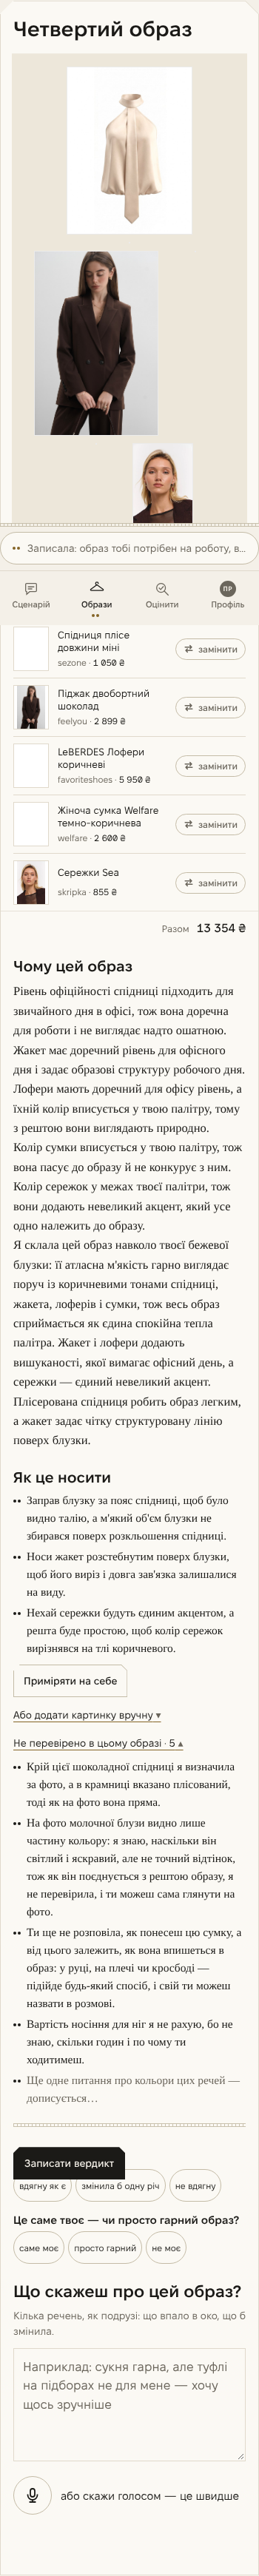 Четвертий образ
Записала: образ тобі потрібен на роботу, в...
Сценарій
Образи
Оцінити
ПР
Профіль
Спідниця плісе
довжини міні
sezone · 1 050 ₴
замінити
Піджак двобортний
шоколад
feelyou · 2 899 ₴
замінити
LeBERDES Лофери
коричневі
favoriteshoes · 5 950 ₴
замінити
Жіноча сумка Welfare
темно-коричнева
welfare · 2 600 ₴
замінити
Сережки Sea
skripka · 855 ₴
замінити
Разом 13 354 ₴
Чому цей образ
Рівень офіційності спідниці підходить для
звичайного дня в офісі, тож вона доречна
для роботи і не виглядає надто ошатною.
Жакет має доречний рівень для офісного
дня і задає образові структуру робочого дня.
Лофери мають доречний для офісу рівень, а
їхній колір вписується у твою палітру, тому
з рештою вони виглядають природно.
Колір сумки вписується у твою палітру, тож
вона пасує до образу й не конкурує з ним.
Колір сережок у межах твоєї палітри, тож
вони додають невеликий акцент, який усе
одно належить до образу.
Я склала цей образ навколо твоєї бежевої
блузки: її атласна м'якість гарно виглядає
поруч із коричневими тонами спідниці,
жакета, лоферів і сумки, тож весь образ
сприймається як єдина спокійна тепла
палітра. Жакет і лофери додають
вишуканості, якої вимагає офісний день, а
сережки — єдиний невеликий акцент.
Плісерована спідниця робить образ легким,
а жакет задає чітку структуровану лінію
поверх блузки.
Як це носити
Заправ блузку за пояс спідниці, щоб було
видно талію, а м'який об'єм блузки не
збирався поверх розкльошення спідниці.
Носи жакет розстебнутим поверх блузки,
щоб його виріз і довга зав'язка залишалися
на виду.
Нехай сережки будуть єдиним акцентом, а
решта буде простою, щоб колір сережок
вирізнявся на тлі коричневого.
Приміряти на себе
Або додати картинку вручну ▾
Не перевірено в цьому образі · 5 ▴
Крій цієї шоколадної спідниці я визначила
за фото, а в крамниці вказано плісований,
тоді як на фото вона пряма.
На фото молочної блузи видно лише
частину кольору: я знаю, наскільки він
світлий і яскравий, але не точний відтінок,
тож як він поєднується з рештою образу, я
не перевірила, і ти можеш сама глянути на
фото.
Ти ще не розповіла, як понесеш цю сумку, а
від цього залежить, як вона впишеться в
образ: у руці, на плечі чи кросбоді —
підійде будь-який спосіб, і свій ти можеш
назвати в розмові.
Вартість носіння для ніг я не рахую, бо не
знаю, скільки годин і по чому ти
ходитимеш.
Ще одне питання про кольори цих речей —
дописується…
Записати вердикт
вдягну як є
змінила б одну річ
не вдягну
Це саме твоє — чи просто гарний образ?
саме моє
просто гарний
не моє
Що скажеш про цей образ?
Кілька речень, як подрузі: що впало в око, що б
змінила.
Наприклад: сукня гарна, але туфлі
на підборах не для мене — хочу
щось зручніше
або скажи голосом — це швидше